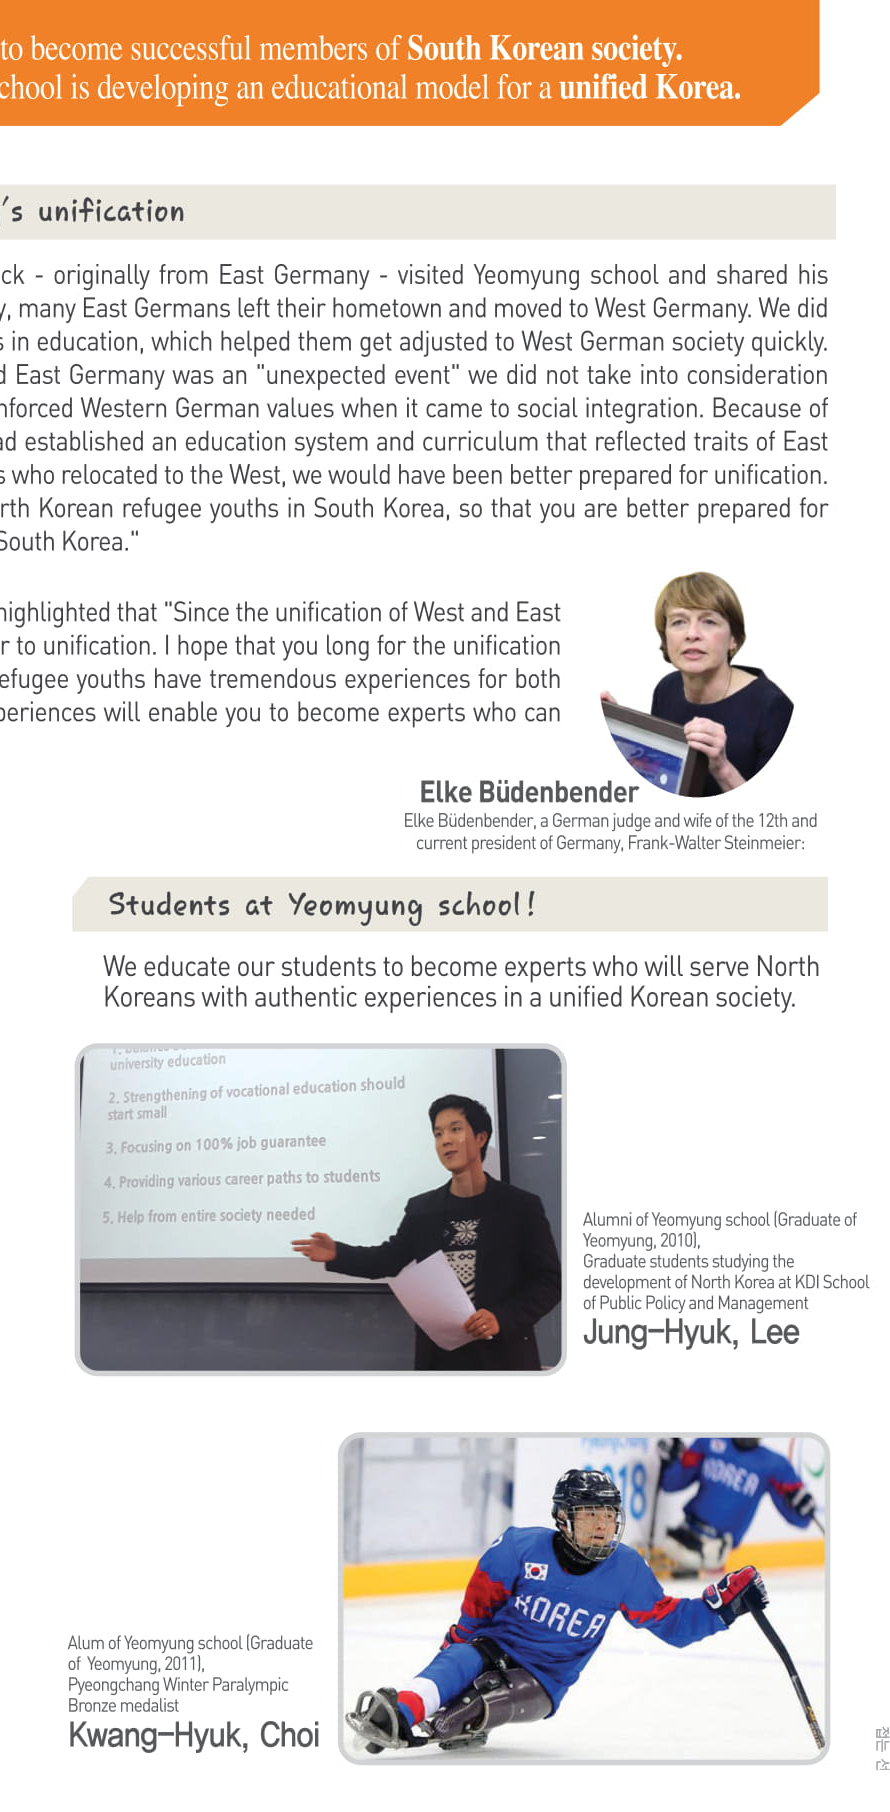 to become successful members of South Korean society.
chool is developing an educational model for a unified Korea.
's unification
ck - originally from East Germany - visited Yeomyung school and shared his
y, many East Germans left their hometown and moved to West Germany. We did
s in education, which helped them get adjusted to West German society quickly.
d East Germany was an "unexpected event" we did not take into consideration
nforced Western German values when it came to social integration. Because of
ad established an education system and curriculum that reflected traits of East
s who relocated to the West, we would have been better prepared for unification.
rth Korean refugee youths in South Korea, so that you are better prepared for
South Korea."
highlighted that "Since the unification of West and East
r to unification. I hope that you long for the unification
efugee youths have tremendous experiences for both
periences will enable you to become experts who can
Elke Büdenbender
Elke Büdenbender, a German judge and wife of the 12th and
current president of Germany, Frank-Walter Steinmeier:
Students at Yeomyung school!
We educate our students to become experts who will serve North
Koreans with authentic experiences in a unified Korean society.
university education
2. Strengthening of vocational education should
start small
3. Focusing on 100% job guarantee
4. Providing various career paths to students
5. Help from entire society needed
Alumni of Yeomyung school (Graduate of
Yeomyung, 2010),
Graduate students studying the
development of North Korea at KDI School
of Public Policy and Management
Jung-Hyuk, Lee
KOREA
KOREA
Alum of Yeomyung school (Graduate
of Yeomyung, 2011),
Pyeongchang Winter Paralympic
Bronze medalist
Kwang-Hyuk, Choi
접는 선